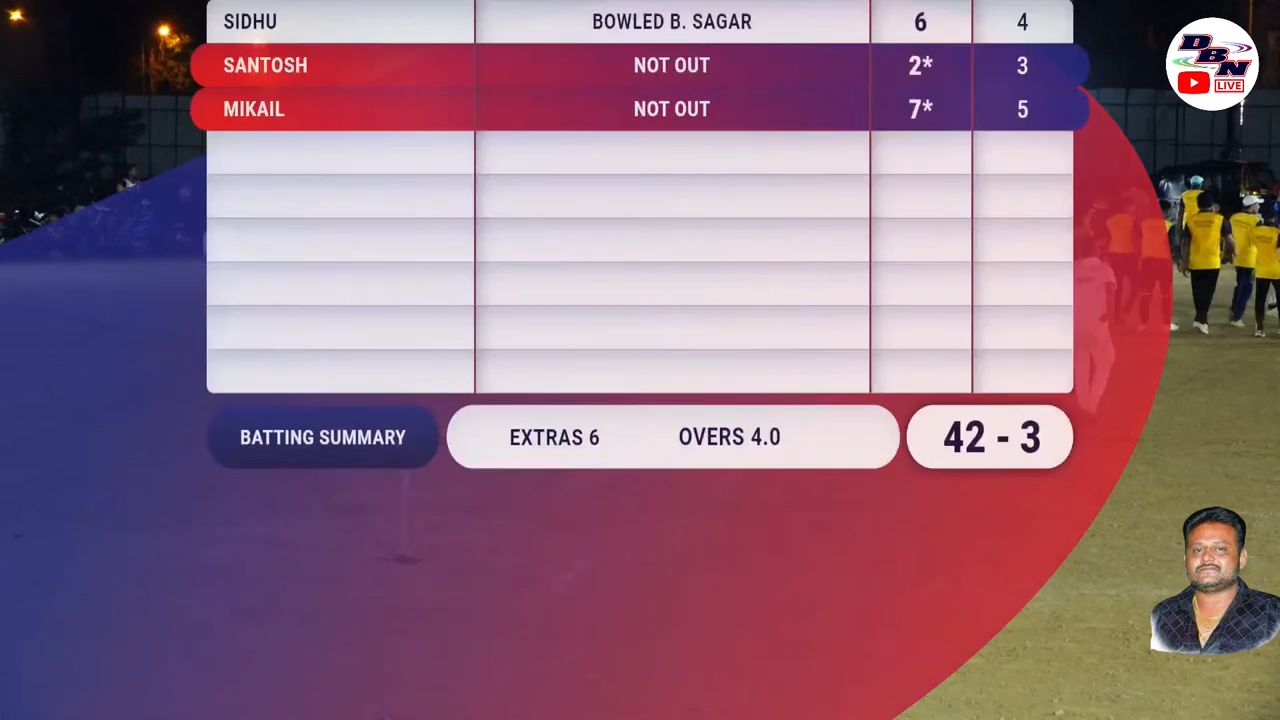 SIDHU BOWLED B. SAGAR 6 4
SANTOSH NOT OUT 2* 3
MIKAIL NOT OUT 7* 5
BATTING SUMMARY EXTRAS 6 OVERS 4.0 42 - 3
DBN
LIVE